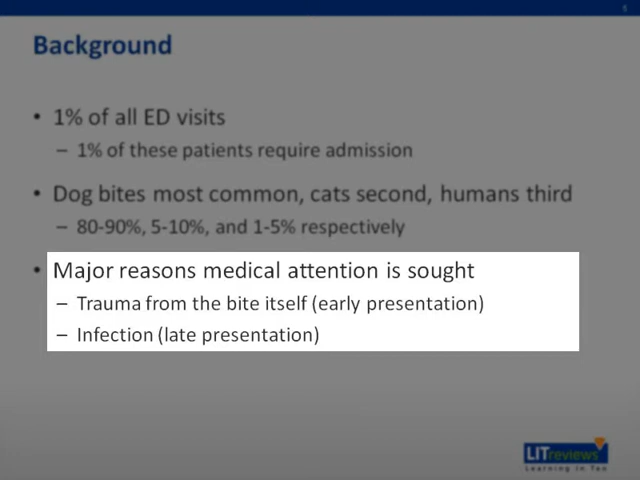 Background
• 1% of all ED visits
– 1% of these patients require admission
• Dog bites most common, cats second, humans third
– 80-90%, 5-10%, and 1-5% respectively
• Major reasons medical attention is sought
– Trauma from the bite itself (early presentation)
– Infection (late presentation)
LITreviews
Learning In Ten